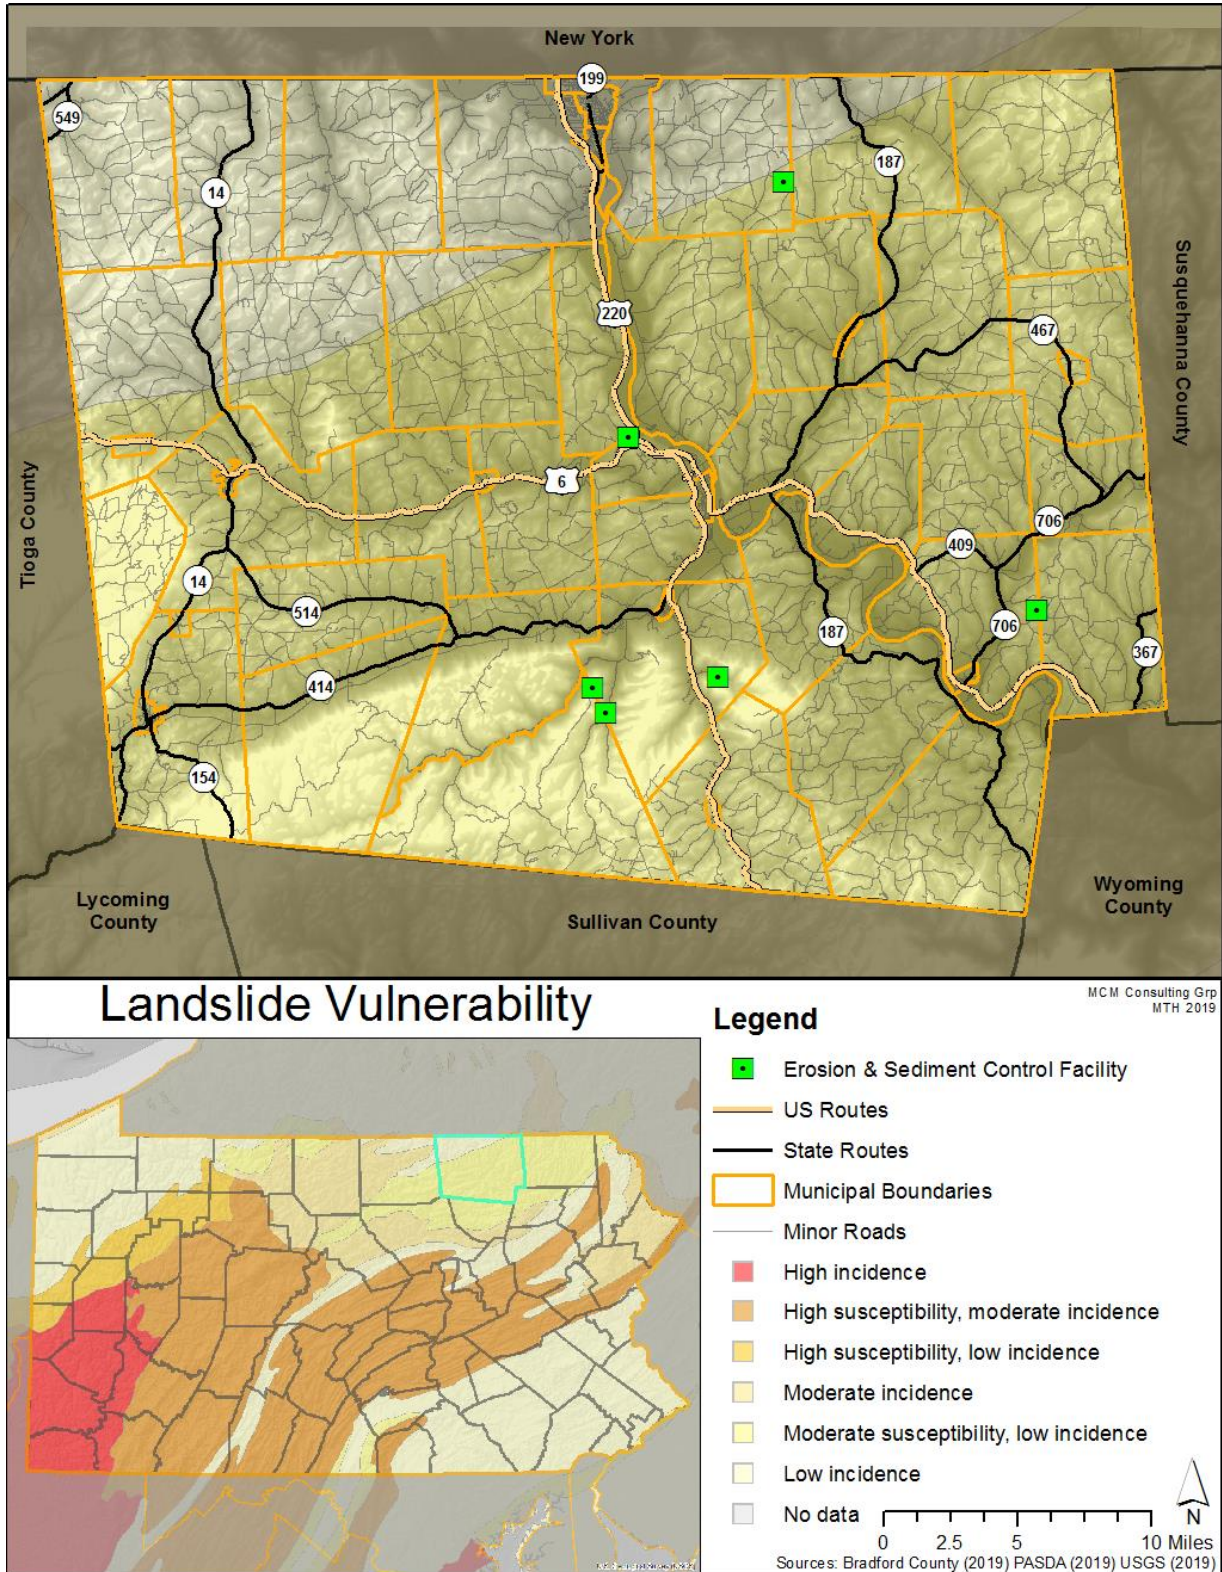 New York
199
549
187
14
Susquehanna County
220
467
6
Tioga County
706
409
14
514
706
187
367
414
154
Lycoming
County
Wyoming
County
Sullivan County
Landslide Vulnerability
MCM Consulting Grp
MTH 2019
Legend
Erosion & Sediment Control Facility
US Routes
State Routes
Municipal Boundaries
Minor Roads
High incidence
High susceptibility, moderate incidence
High susceptibility, low incidence
Moderate incidence
Moderate susceptibility, low incidence
Low incidence
No data
N
0 2.5 5 10 Miles
Sources: Bradford County (2019) PASDA (2019) USGS (2019)